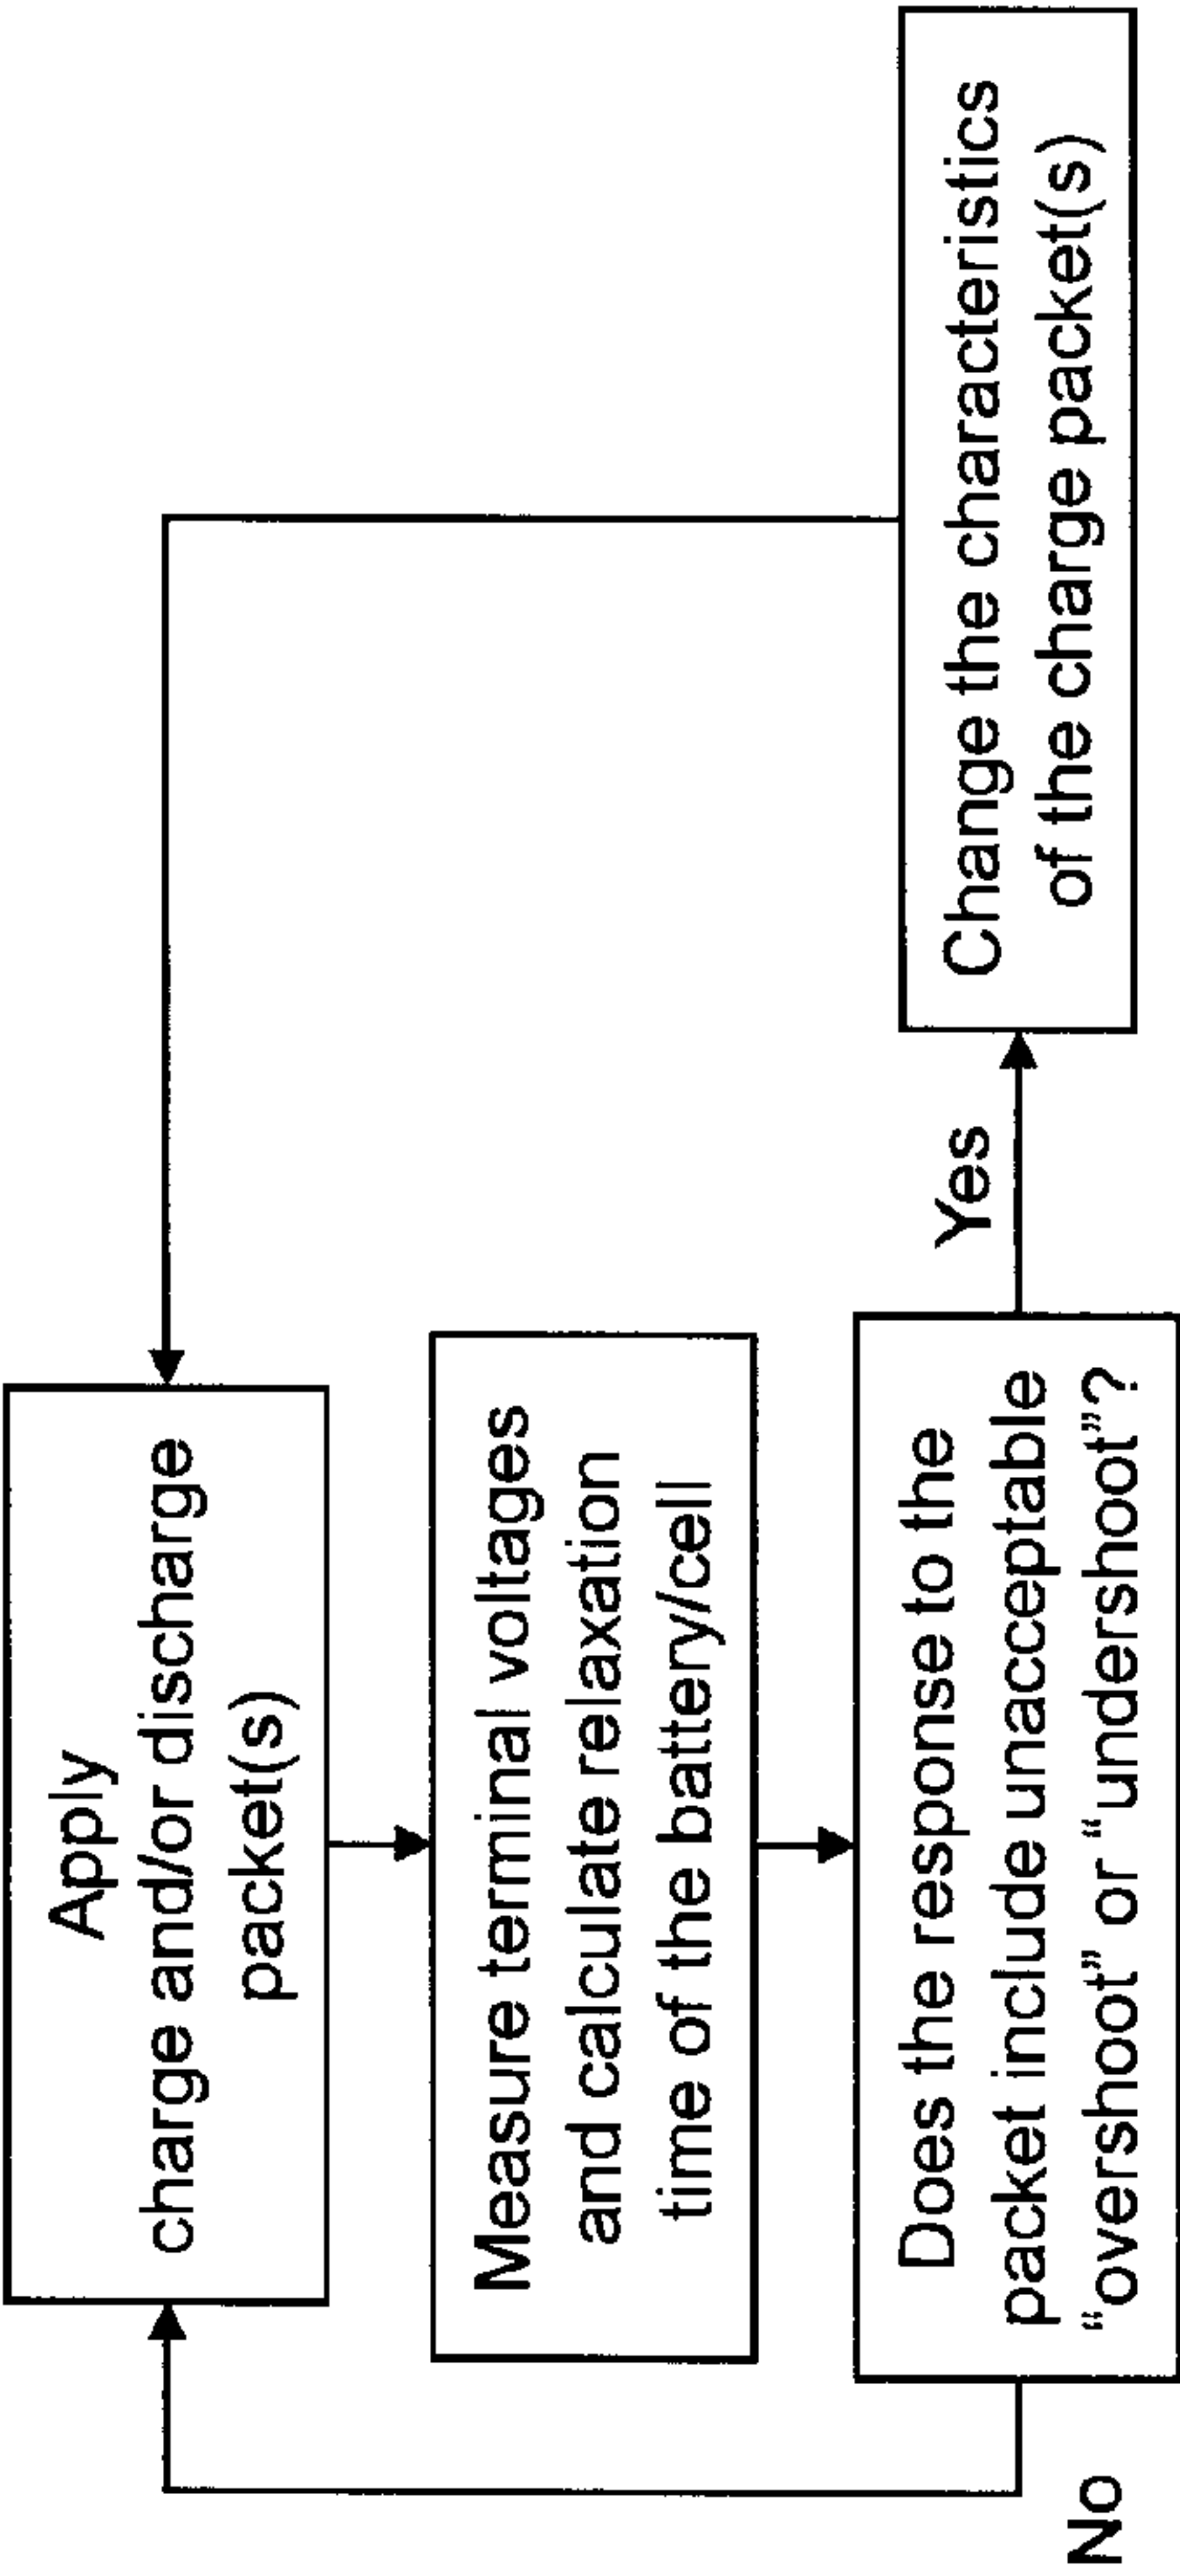 Apply
charge and/or discharge
packet(s)
Measure terminal voltages
and calculate relaxation
time of the battery/cell
Does the response to the
packet include unacceptable
“overshoot” or “undershoot”?
Yes
No
Change the characteristics
of the charge packet(s)